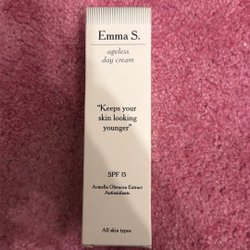 Emma S.
ageless
day cream
"Keeps your
skin looking
younger"
SPF 15
Acmella Oleracea Extract
Antioxidants
All skin types